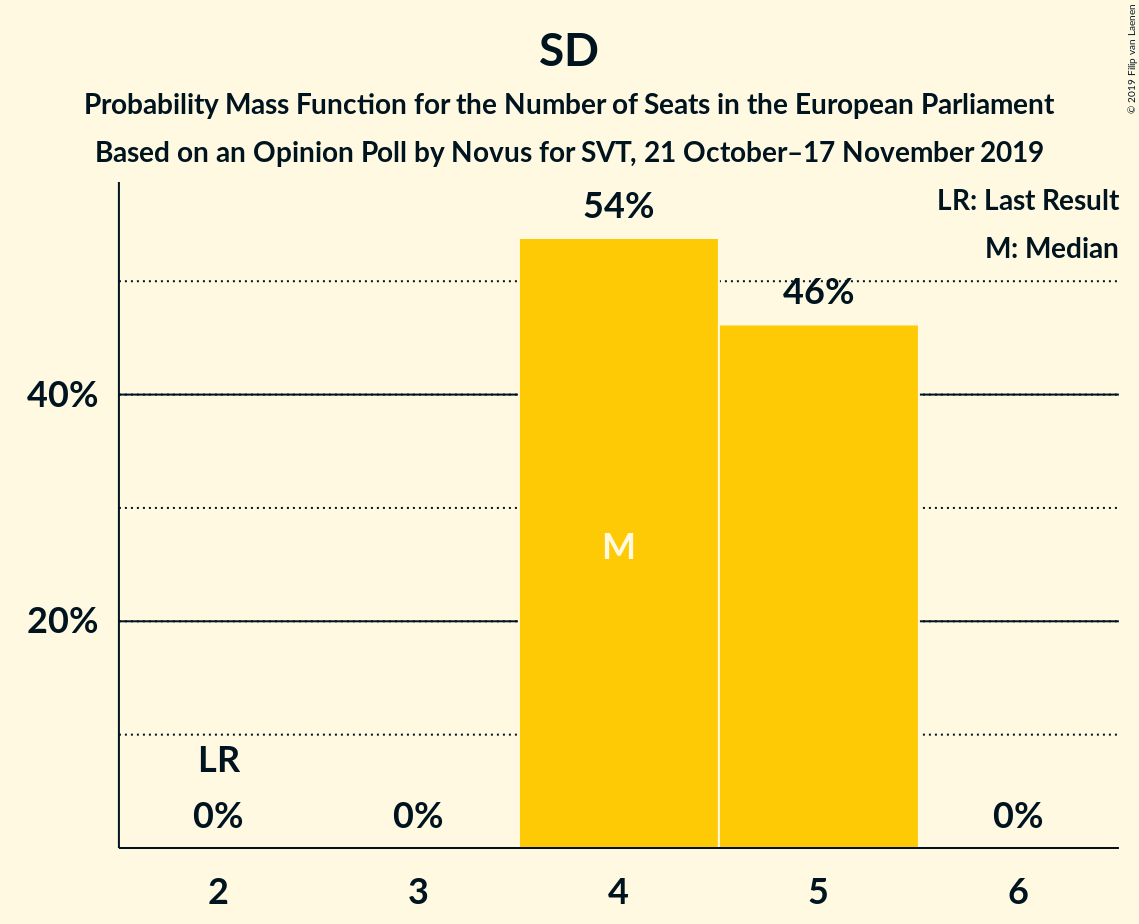 SD
Probability Mass Function for the Number of Seats in the European Parliament
Based on an Opinion Poll by Novus for SVT, 21 October–17 November 2019
© 2019 Filip van Laenen
LR: Last Result
M: Median
54%
46%
40%
20%
M
LR
0%
0%
0%
2
3
4
5
6